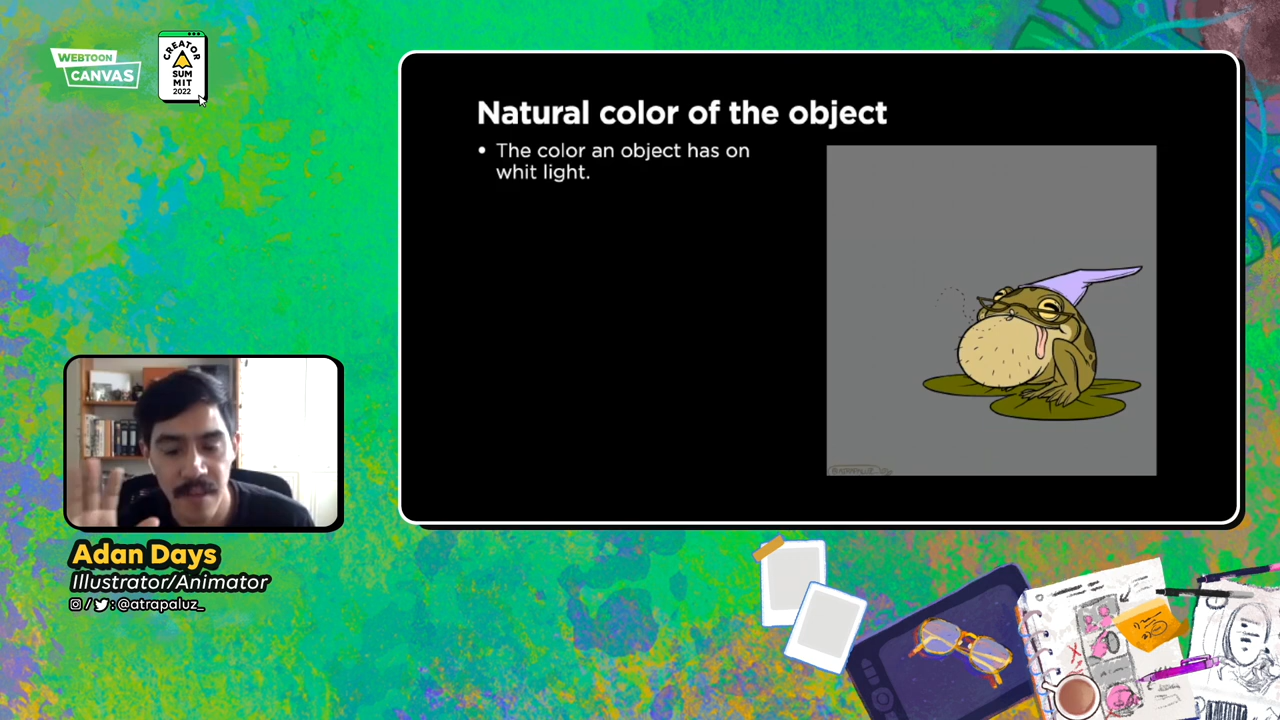 WEBTOON
CANVAS
CREATOR
SUM
MIT
2022
Natural color of the object
• The color an object has on
whit light.
Adan Days
Illustrator/Animator
/ : @atrapaluz_